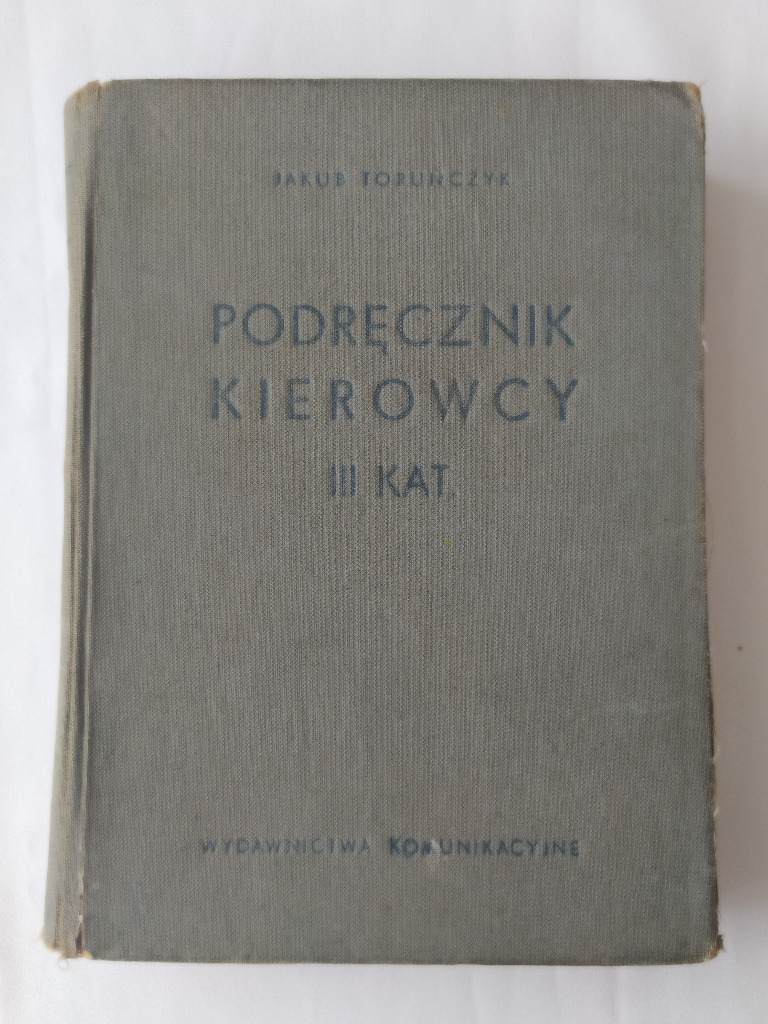 JAKUB TORUŃCZYK
PODRĘCZNIK
KIEROWCY
III KAT.
WYDAWNICTWA KOMUNIKACYJNE